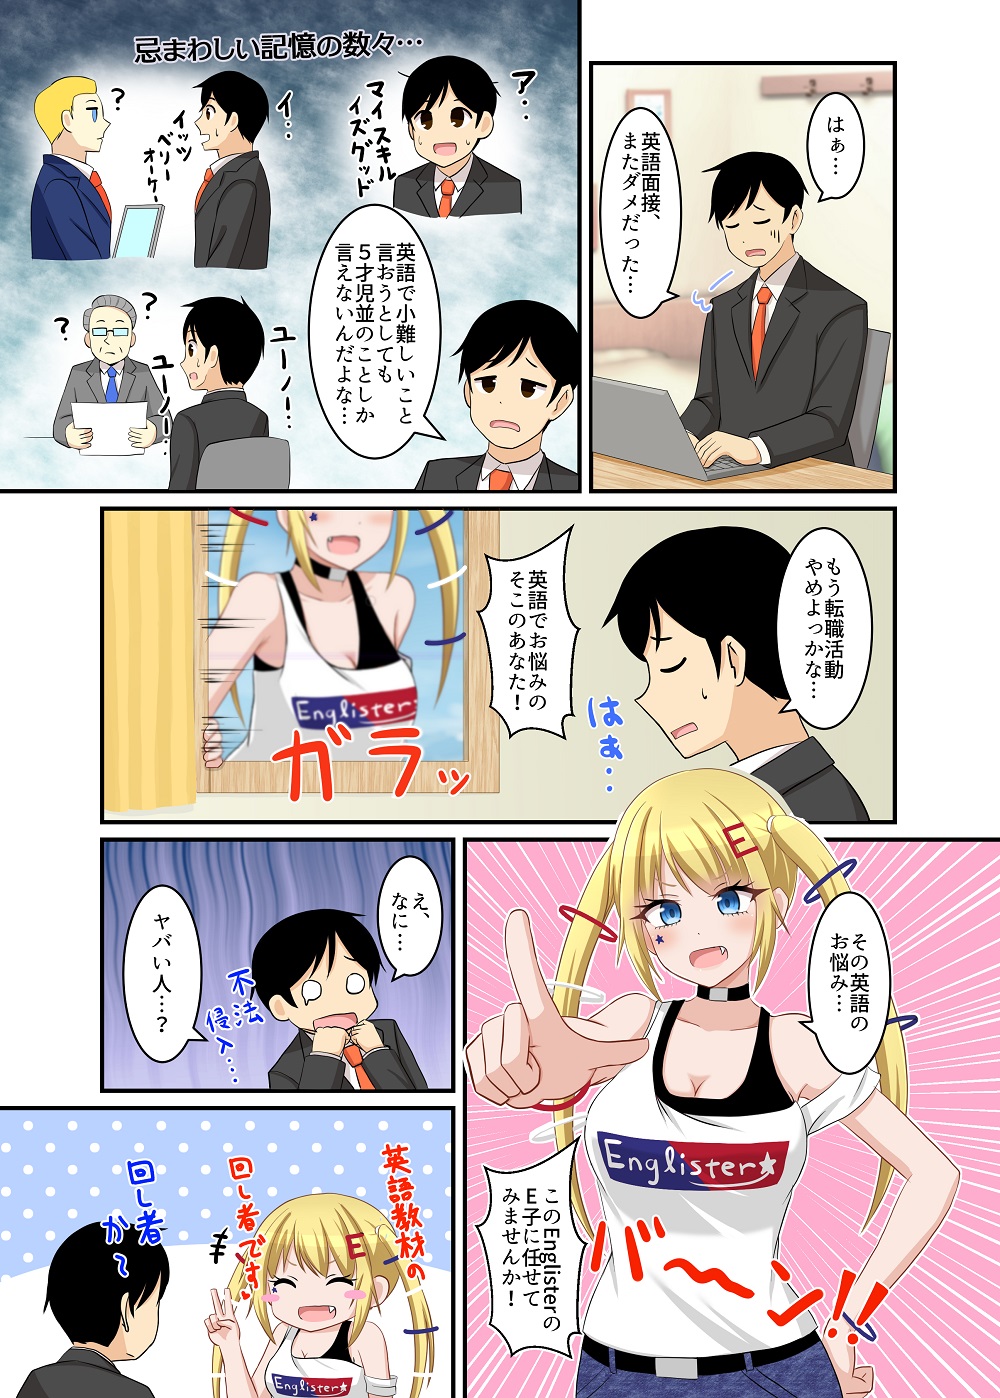 はぁ…
英語面接、
またダメだった…
忌まわしい記憶の数々…
ア‥
マイスキル
イズグッド
イ‥
イッツ
ベリー
オーケー
?
ユーノー‥
ユーノー‥
?
?
英語で小難しいこと
言おうとしても
5才児並のことしか
言えないんだよな…
もう転職活動
やめよっかな…
はぁ‥
英語でお悩みの
そこのあなた!
Englister
ガラッ
E
その英語の
お悩み…
Englister★
このEnglisterの
E子に任せて
みませんか!
バーン!!
え、
なに…
ヤバい人…?
不法
侵入‥
英語教材の
回し者です
E
Englister★
回し者
か～